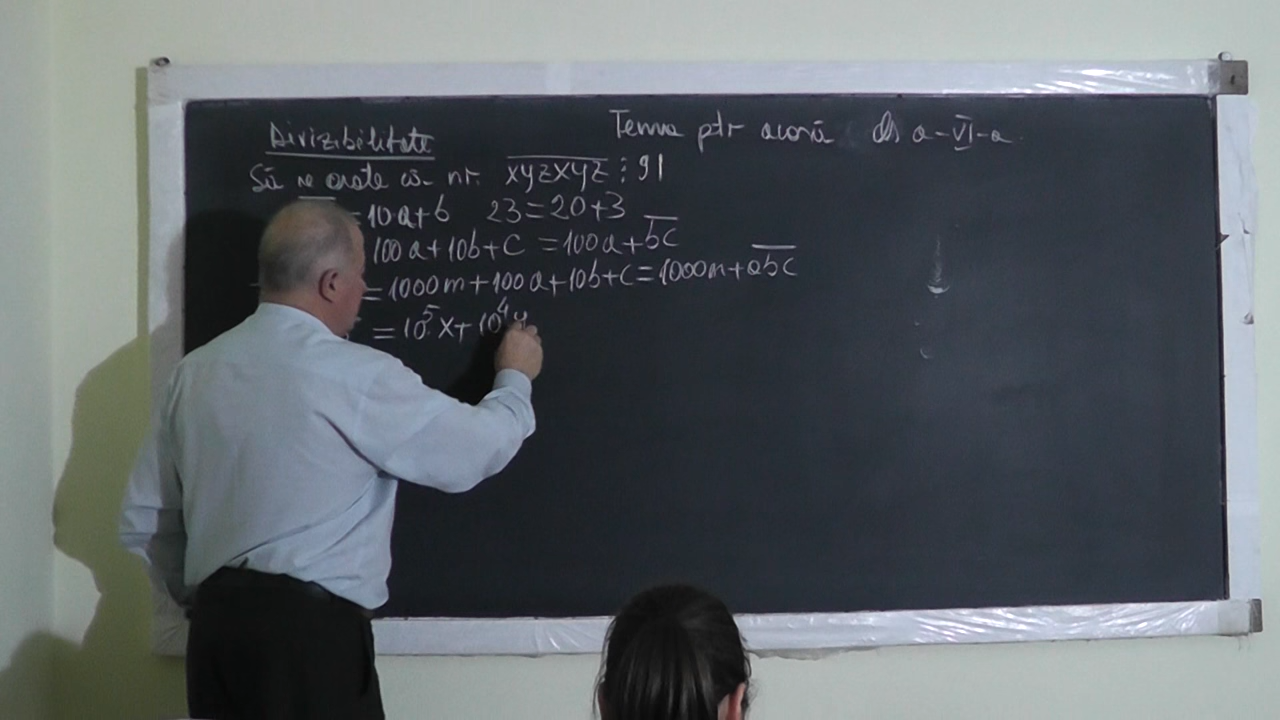 Tema ptr acasă cls a-VI-a
Divizibilitate
Să se arate că nr. xyzxyz ⋮ 91
= 10a+b 23=20+3
100a+10b+c = 100a+bc
= 1000m+100a+10b+c = 1000m+abc
= 10⁵x+10⁴y